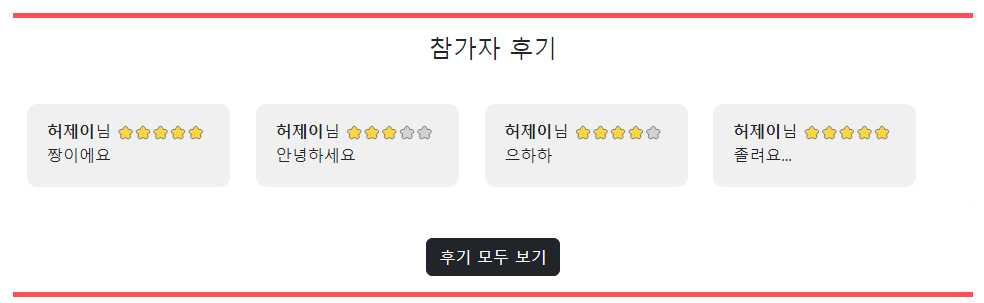 참가자 후기
허제이님
짱이에요
허제이님
안녕하세요
허제이님
으하하
허제이님
졸려요...
후기 모두 보기